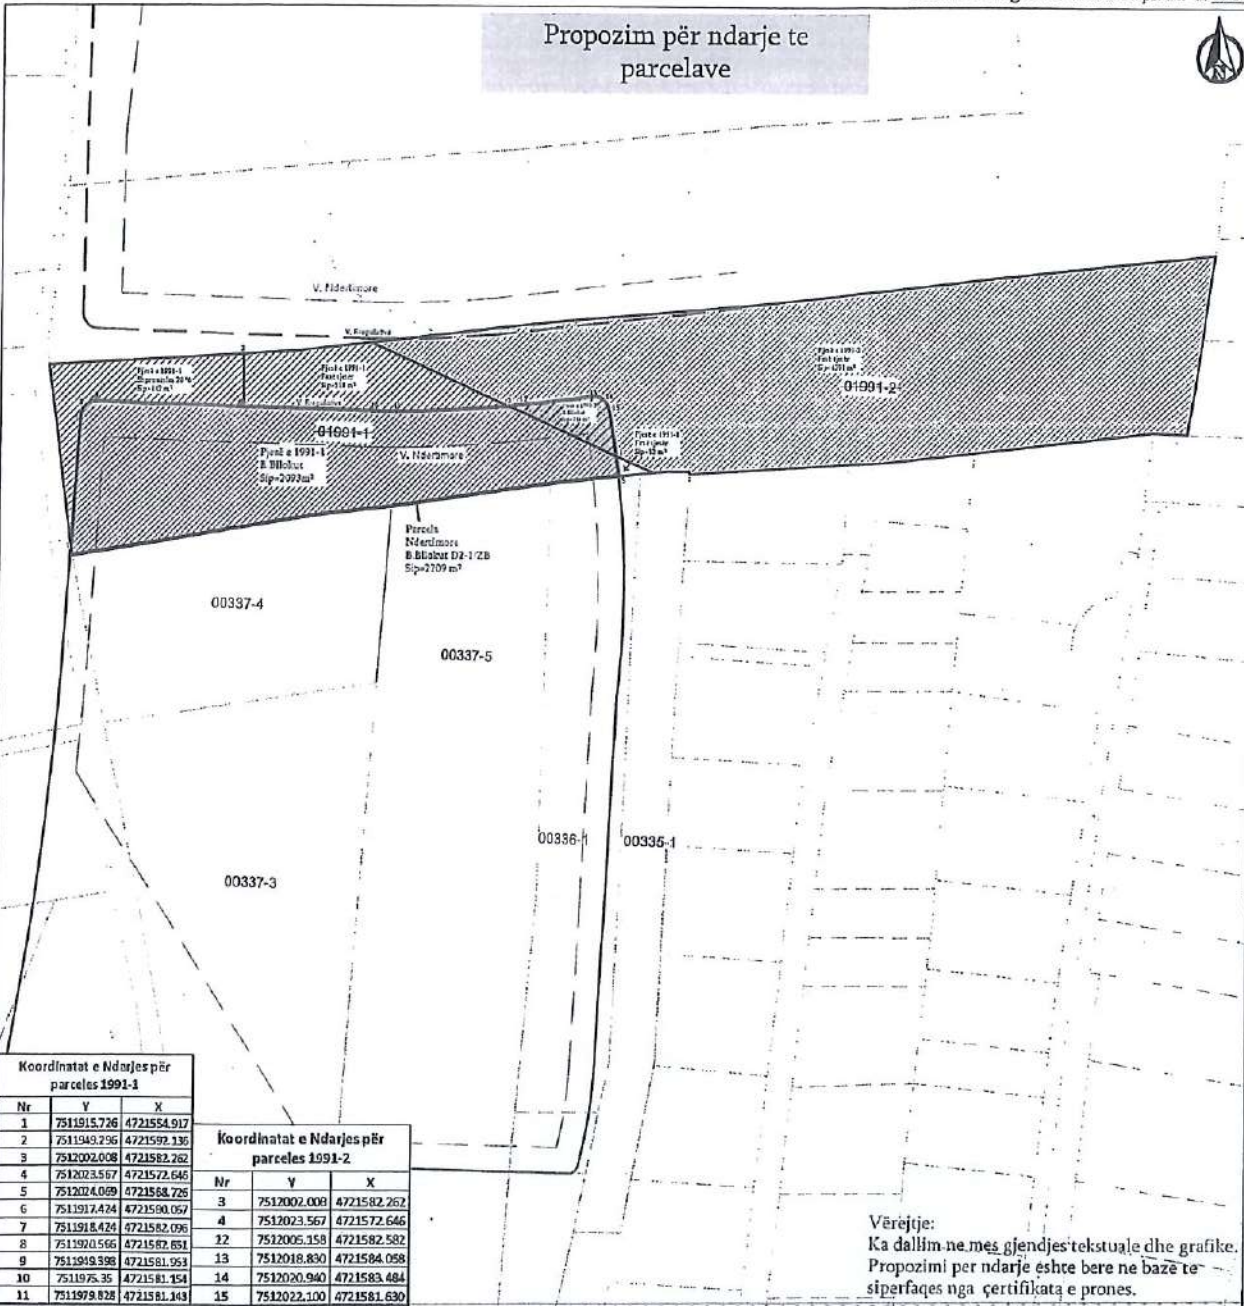 Propozim për ndarje te
parcelave
N
V. Ndertimore
V. Rregulative
01991-2
01991-1
Pjesë e 1991-1
B Bllokut
Sip=2093m²
V. Ndertimore
Parcela
Ndertimore
B.Bllokut D2-1/ZB
Sip=2209 m²
00337-4
00337-5
00336-1
00335-1
00337-3
Koordinatat e Ndarjes për
parceles 1991-1
Nr Y X
1 7511915.726 4721554.917
2 7511949.296 4721592.136
3 7512002.008 4721582.262
4 7512023.567 4721572.646
5 7512024.069 4721568.726
6 7511917.424 4721580.067
7 7511918.424 4721582.096
8 7511920.566 4721582.851
9 7511949.398 4721581.953
10 7511975.35 4721581.154
11 7511979.828 4721581.143
Koordinatat e Ndarjes për
parceles 1991-2
Nr Y X
3 7512002.008 4721582.262
4 7512023.567 4721572.646
12 7512005.158 4721582.582
13 7512018.830 4721584.058
14 7512020.940 4721583.484
15 7512022.100 4721581.630
Vërejtje:
Ka dallim ne mes gjendjes tekstuale dhe grafike.
Propozimi per ndarje eshte bere ne baze te
siperfaqes nga çertifikata e prones.